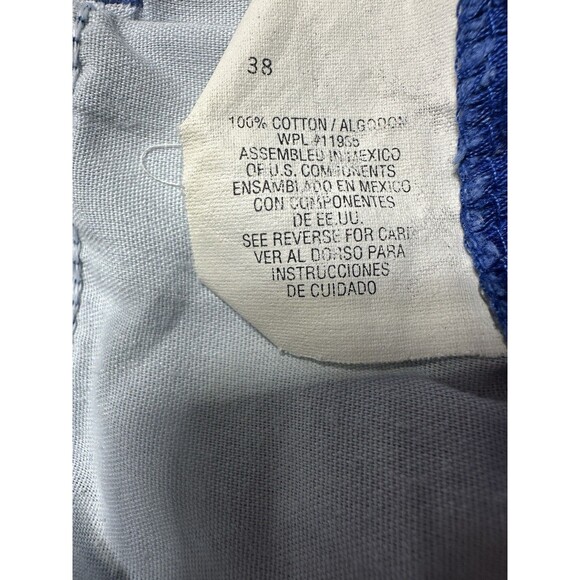 38
100% COTTON / ALGODON
WPL #11935
ASSEMBLED IN MEXICO
OF U.S. COMPONENTS
ENSAMBLADO EN MEXICO
CON COMPONENTES
DE EE.UU.
SEE REVERSE FOR CARE
VER AL DORSO PARA
INSTRUCCIONES
DE CUIDADO